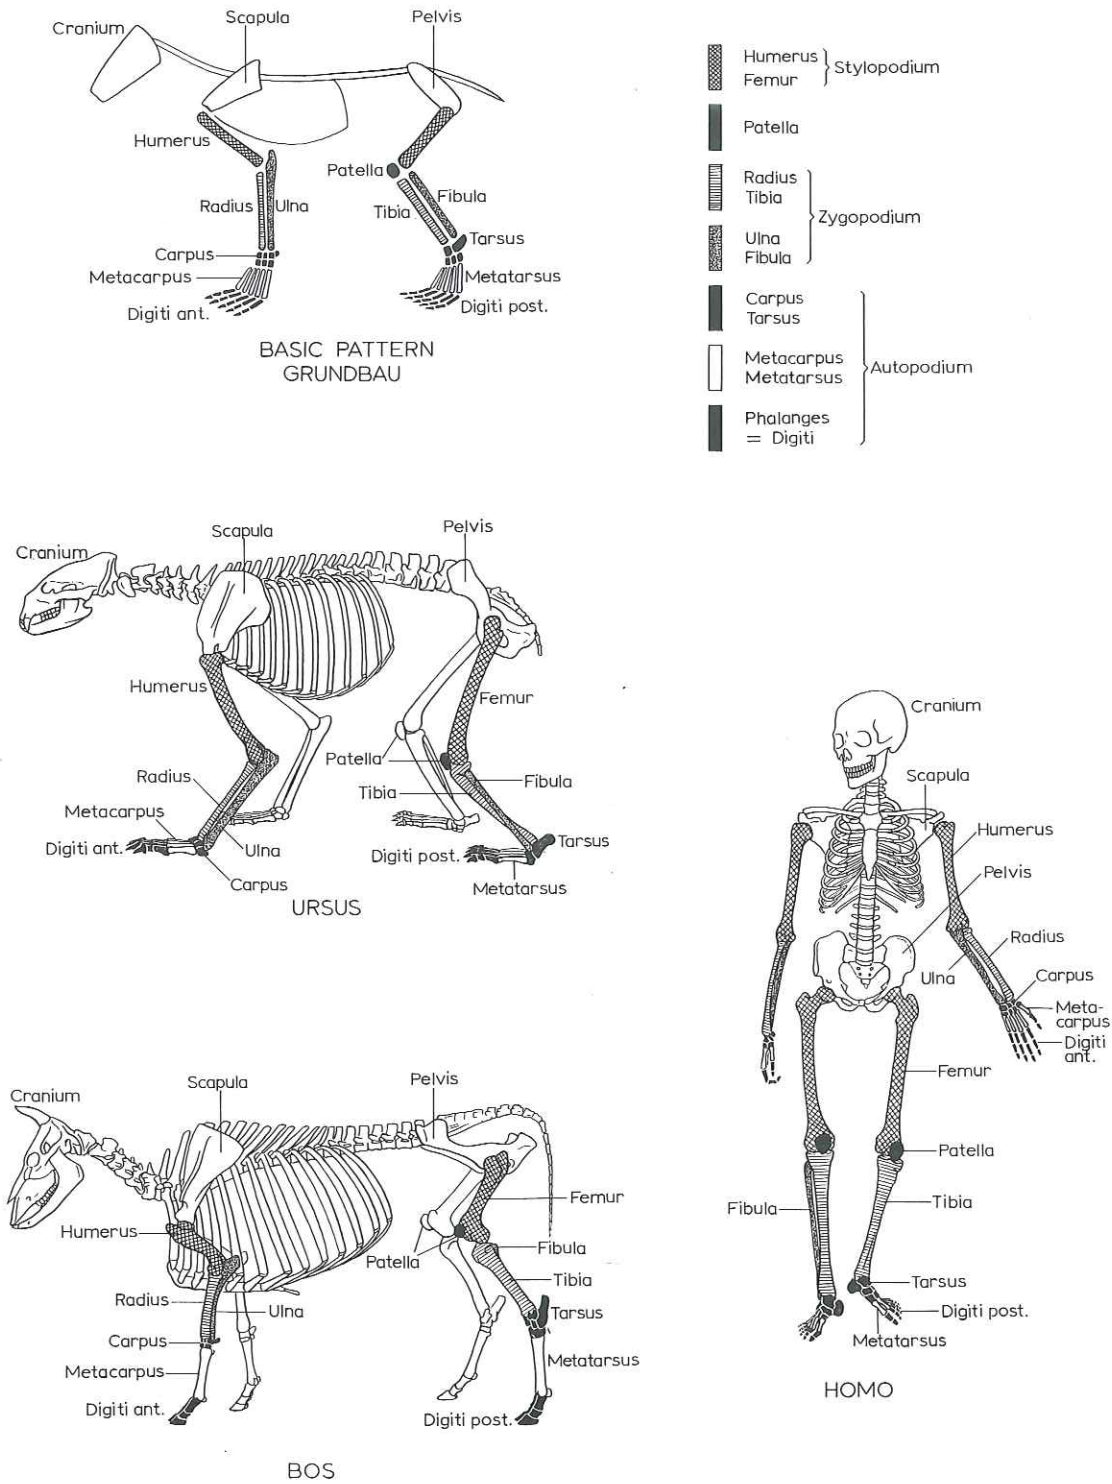 Cranium
Scapula
Pelvis
Humerus
Patella
Radius
Ulna
Tibia
Fibula
Carpus
Tarsus
Metacarpus
Metatarsus
Digiti ant.
Digiti post.
BASIC PATTERN
GRUNDBAU
Humerus
Femur
Stylopodium
Patella
Radius
Tibia
Ulna
Fibula
Zygopodium
Carpus
Tarsus
Metacarpus
Metatarsus
Phalanges
= Digiti
Autopodium
Cranium
Scapula
Pelvis
Humerus
Femur
Patella
Radius
Fibula
Tibia
Metacarpus
Digiti ant.
Ulna
Carpus
Digiti post.
Tarsus
Metatarsus
URSUS
Cranium
Scapula
Humerus
Pelvis
Radius
Ulna
Carpus
Meta-
carpus
Digiti
ant.
Femur
Patella
Fibula
Tibia
Tarsus
Digiti post.
Metatarsus
HOMO
Cranium
Scapula
Pelvis
Humerus
Femur
Patella
Fibula
Tibia
Radius
Ulna
Tarsus
Carpus
Metacarpus
Metatarsus
Digiti ant.
Digiti post.
BOS